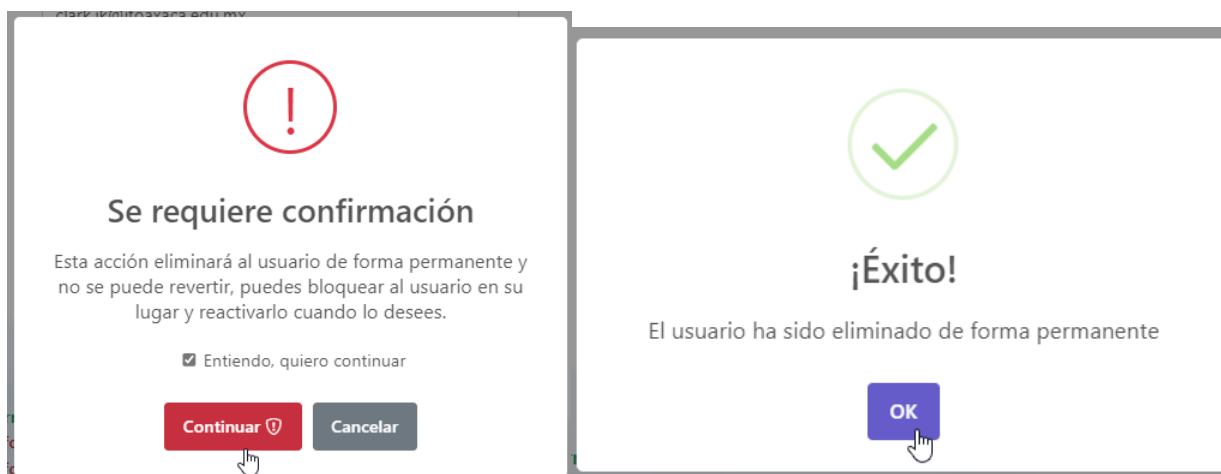 Se requiere confirmación
Esta acción eliminará al usuario de forma permanente y
no se puede revertir, puedes bloquear al usuario en su
lugar y reactivarlo cuando lo desees.
Entiendo, quiero continuar
Continuar
Cancelar
¡Éxito!
El usuario ha sido eliminado de forma permanente
OK